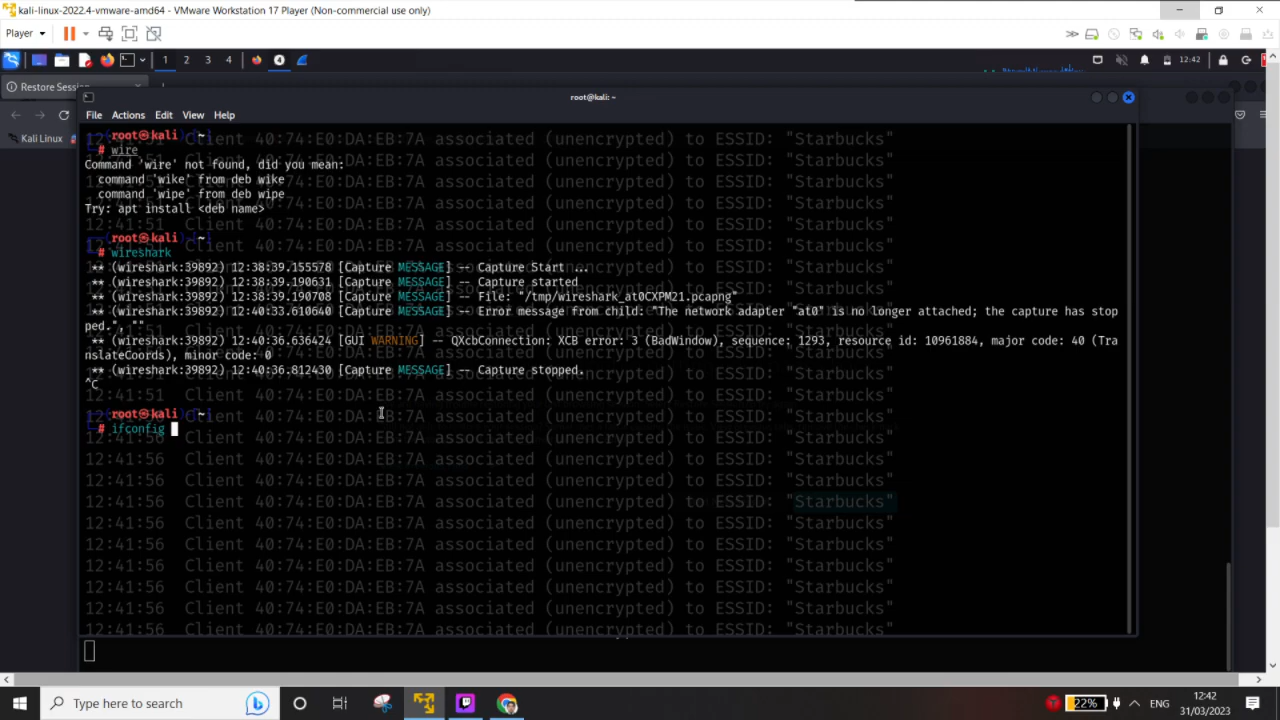 kali-linux-2022.4-vmware-amd64 - VMware Workstation 17 Player (Non-commercial use only)
Player
1 2 3 4 12:42
Restore Session
root@kali: ~
File Actions Edit View Help
Kali Linux
12:41:51 Client 40:74:E0:DA:EB:7A associated (unencrypted) to ESSID: "Starbucks"
root㉿kali ~
# wire
Command 'wire' not found, did you mean:
command 'wike' from deb wike
command 'wipe' from deb wipe
Try: apt install <deb name>
root㉿kali ~
# wireshark
** (wireshark:39892) 12:38:39.155578 [Capture MESSAGE] -- Capture Start ...
** (wireshark:39892) 12:38:39.190631 [Capture MESSAGE] -- Capture started
** (wireshark:39892) 12:38:39.190708 [Capture MESSAGE] -- File: "/tmp/wireshark_at0CXPM21.pcapng"
** (wireshark:39892) 12:40:33.610640 [Capture MESSAGE] -- Error message from child: "The network adapter "at0" is no longer attached; the capture has stop
ped.", ""
** (wireshark:39892) 12:40:36.636424 [GUI WARNING] -- QXcbConnection: XCB error: 3 (BadWindow), sequence: 1293, resource id: 10961884, major code: 40 (Tra
nslateCoords), minor code: 0
** (wireshark:39892) 12:40:36.812430 [Capture MESSAGE] -- Capture stopped.
^C
root㉿kali ~
# ifconfig
12:41:56 Client 40:74:E0:DA:EB:7A associated (unencrypted) to ESSID: "Starbucks"
12:41:56 Client 40:74:E0:DA:EB:7A associated (unencrypted) to ESSID: "Starbucks"
12:41:56 Client 40:74:E0:DA:EB:7A associated (unencrypted) to ESSID: "Starbucks"
12:41:56 Client 40:74:E0:DA:EB:7A associated (unencrypted) to ESSID: "Starbucks"
12:41:56 Client 40:74:E0:DA:EB:7A associated (unencrypted) to ESSID: "Starbucks"
12:41:56 Client 40:74:E0:DA:EB:7A associated (unencrypted) to ESSID: "Starbucks"
12:41:56 Client 40:74:E0:DA:EB:7A associated (unencrypted) to ESSID: "Starbucks"
12:41:56 Client 40:74:E0:DA:EB:7A associated (unencrypted) to ESSID: "Starbucks"
12:41:56 Client 40:74:E0:DA:EB:7A associated (unencrypted) to ESSID: "Starbucks"
12:41:56 Client 40:74:E0:DA:EB:7A associated (unencrypted) to ESSID: "Starbucks"
Type here to search
22%
ENG
12:42
31/03/2023